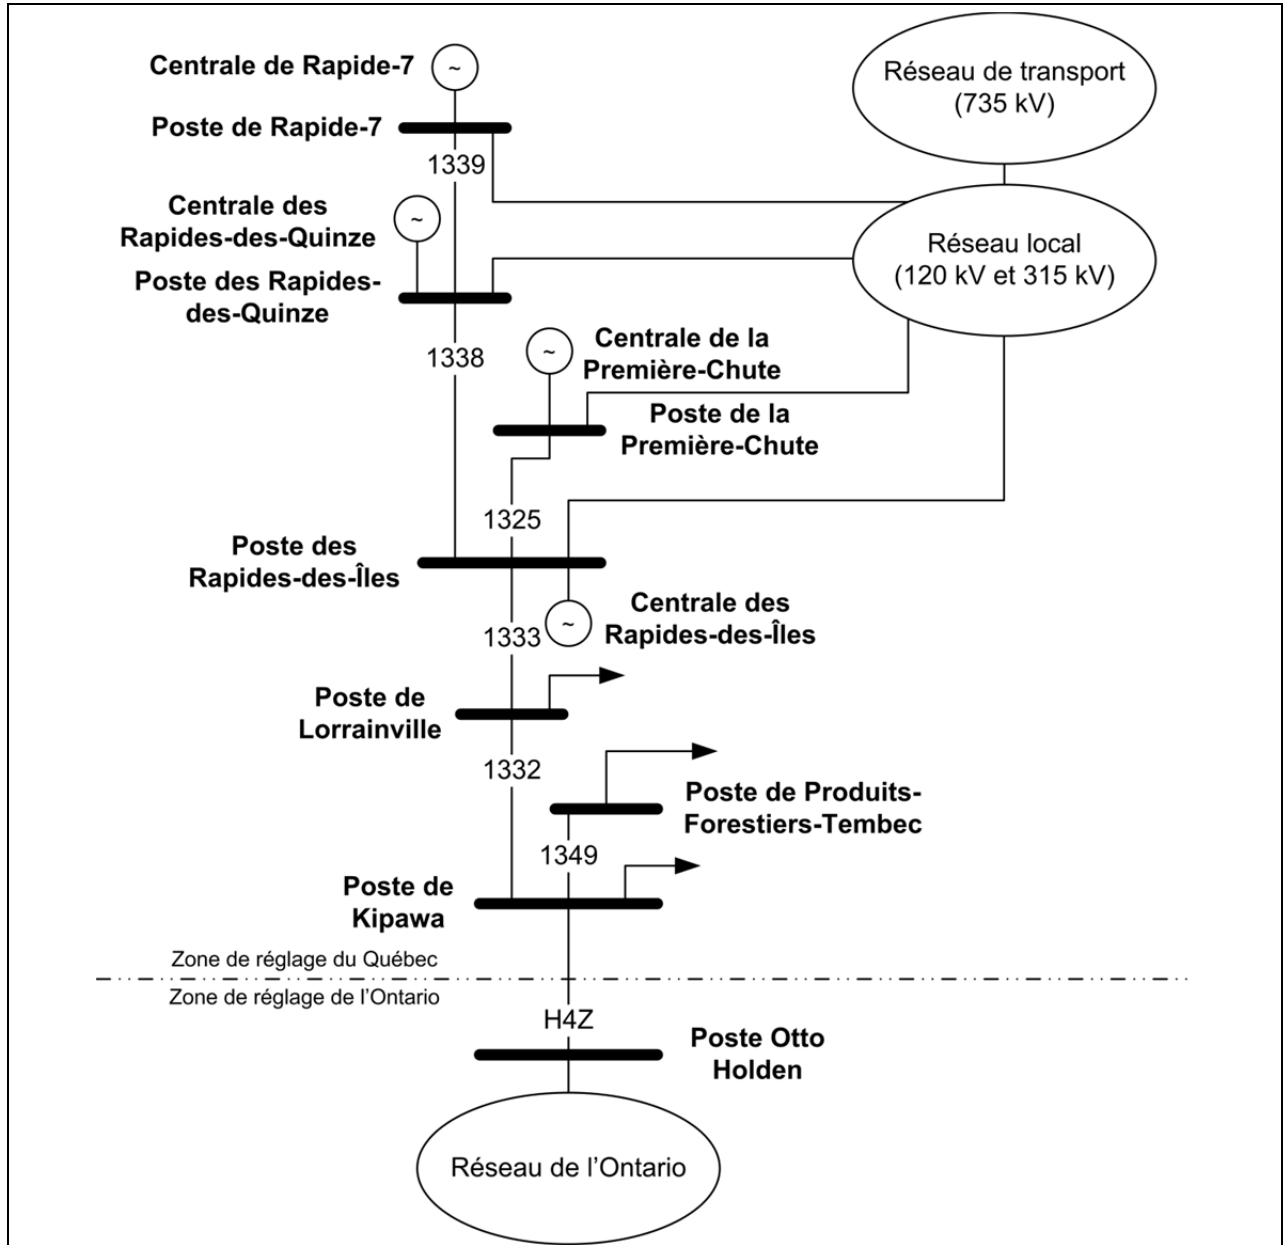 Centrale de Rapide-7
~
Réseau de transport
(735 kV)
Poste de Rapide-7
1339
Centrale des
Rapides-des-Quinze
~
Réseau local
(120 kV et 315 kV)
Poste des Rapides-
des-Quinze
1338
~
Centrale de la
Première-Chute
Poste de la
Première-Chute
1325
Poste des
Rapides-des-Îles
1333
~
Centrale des
Rapides-des-Îles
Poste de
Lorrainville
1332
Poste de Produits-
Forestiers-Tembec
1349
Poste de
Kipawa
Zone de réglage du Québec
Zone de réglage de l'Ontario
H4Z
Poste Otto
Holden
Réseau de l'Ontario